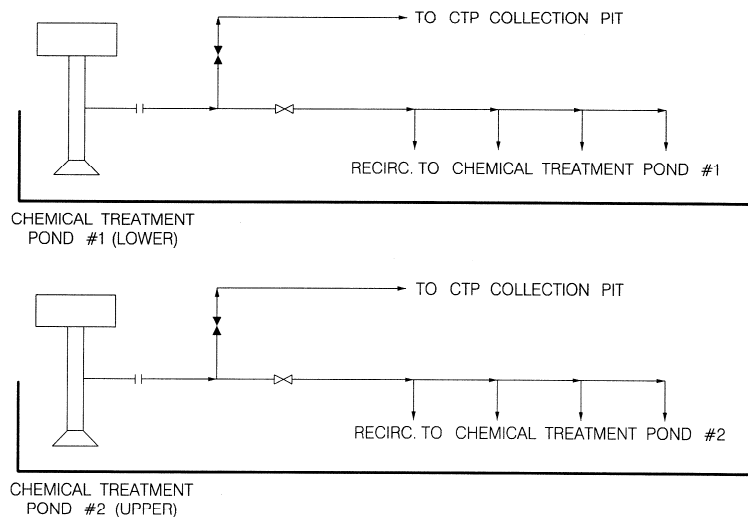 TO CTP COLLECTION PIT
RECIRC. TO CHEMICAL TREATMENT POND #1
CHEMICAL TREATMENT
POND #1 (LOWER)
TO CTP COLLECTION PIT
RECIRC. TO CHEMICAL TREATMENT POND #2
CHEMICAL TREATMENT
POND #2 (UPPER)